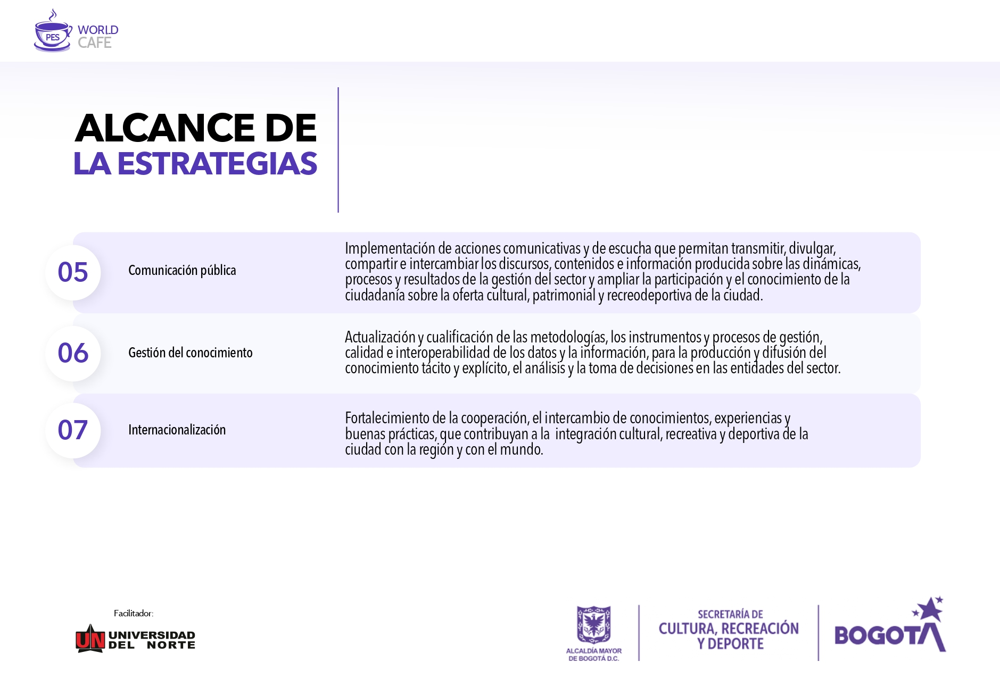 PES
WORLD
CAFÉ
ALCANCE DE
LA ESTRATEGIAS
05
Comunicación pública
Implementación de acciones comunicativas y de escucha que permitan transmitir, divulgar,
compartir e intercambiar los discursos, contenidos e información producida sobre las dinámicas,
procesos y resultados de la gestión del sector y ampliar la participación y el conocimiento de la
ciudadanía sobre la oferta cultural, patrimonial y recreodeportiva de la ciudad.
06
Gestión del conocimiento
Actualización y cualificación de las metodologías, los instrumentos y procesos de gestión,
calidad e interoperabilidad de los datos y la información, para la producción y difusión del
conocimiento tácito y explícito, el análisis y la toma de decisiones en las entidades del sector.
07
Internacionalización
Fortalecimiento de la cooperación, el intercambio de conocimientos, experiencias y
buenas prácticas, que contribuyan a la integración cultural, recreativa y deportiva de la
ciudad con la región y con el mundo.
Facilitador:
UN
UNIVERSIDAD
DEL NORTE
ALCALDÍA MAYOR
DE BOGOTÁ D.C.
SECRETARÍA DE
CULTURA, RECREACIÓN
Y DEPORTE
BOGOTÁ